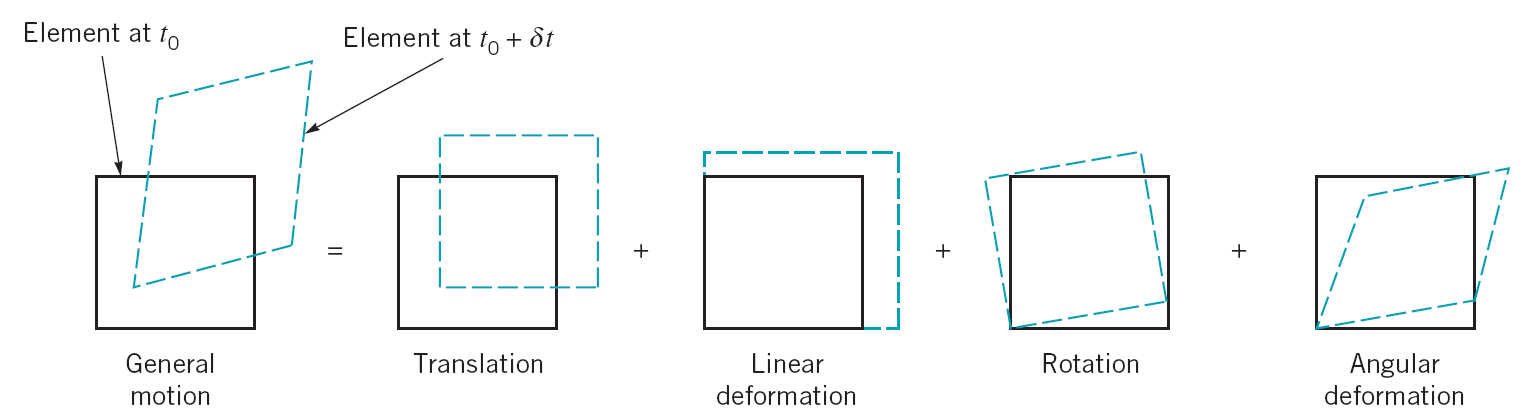 Element at t₀
Element at t₀ + δt
= + + +
General motion
Translation
Linear deformation
Rotation
Angular deformation